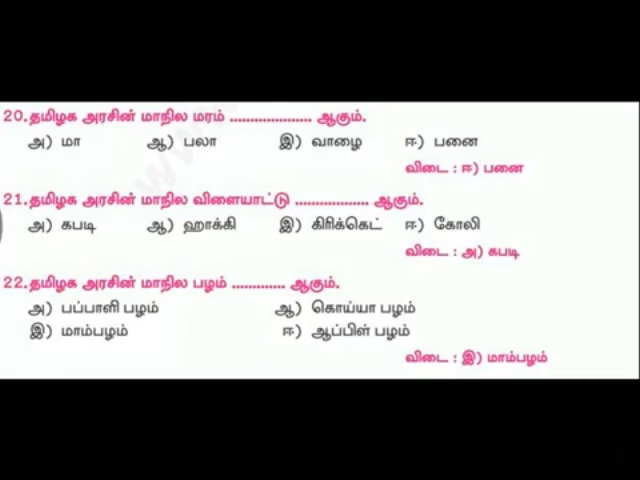 20.தமிழக அரசின் மாநில மரம் .................... ஆகும்.
அ) மா ஆ) பலா இ) வாழை ஈ) பனை
விடை : ஈ) பனை
21.தமிழக அரசின் மாநில விளையாட்டு .................. ஆகும்.
அ) கபடி ஆ) ஹாக்கி இ) கிரிக்கெட் ஈ) கோலி
விடை : அ) கபடி
22.தமிழக அரசின் மாநில பழம் ............. ஆகும்.
அ) பப்பாளி பழம் ஆ) கொய்யா பழம்
இ) மாம்பழம் ஈ) ஆப்பிள் பழம்
விடை : இ) மாம்பழம்